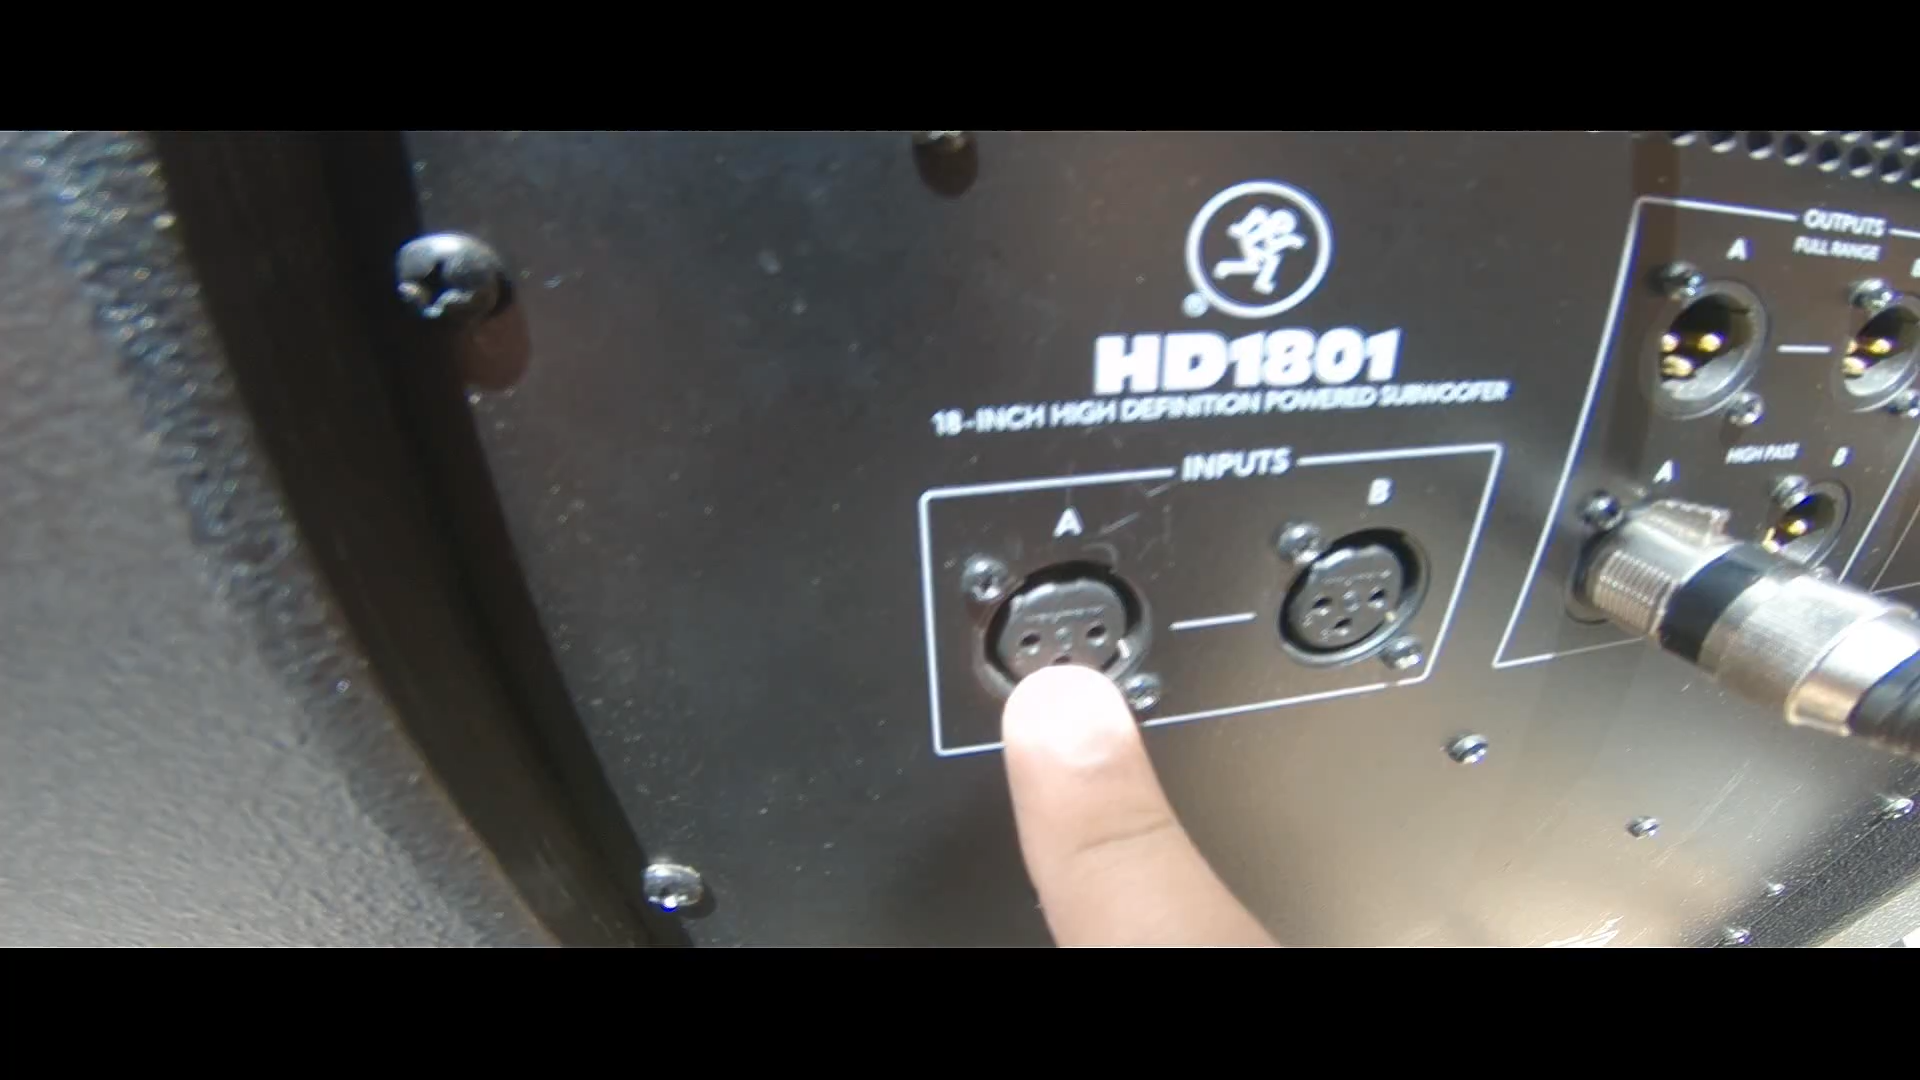 HD1801
18-INCH HIGH DEFINITION POWERED SUBWOOFER
INPUTS
A
B
OUTPUTS
FULL RANGE
A
HIGH PASS
A
B